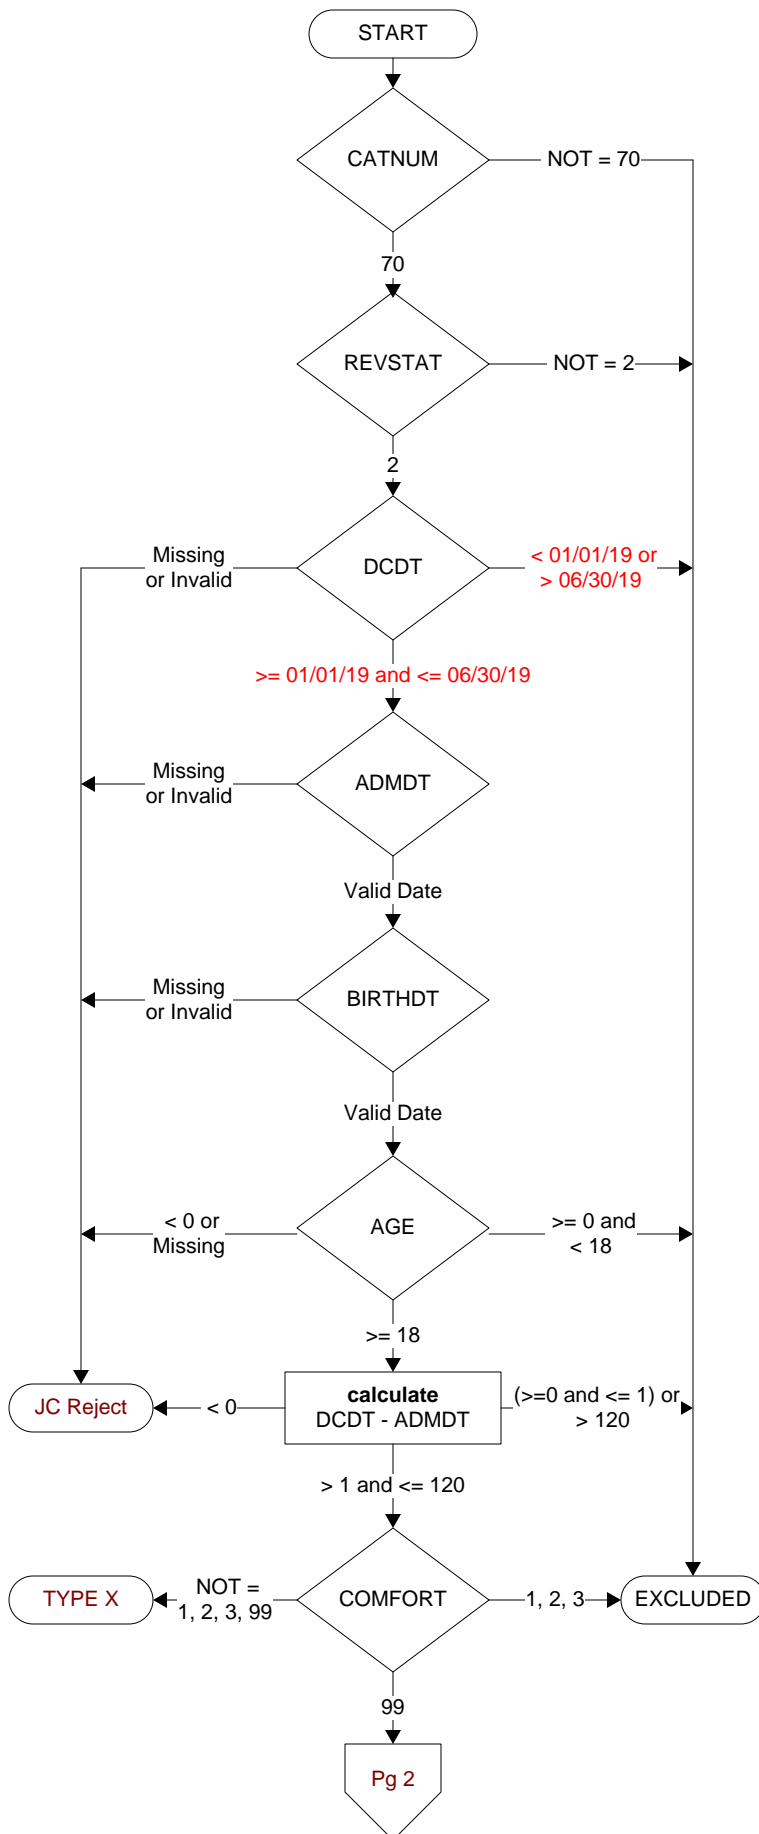 START
CATNUM
NOT = 70
70
REVSTAT
NOT = 2
2
Missing
or Invalid
DCDT
< 01/01/19 or
> 06/30/19
>= 01/01/19 and <= 06/30/19
Missing
or Invalid
ADMDT
Valid Date
Missing
or Invalid
BIRTHDT
Valid Date
< 0 or
Missing
AGE
>= 0 and
< 18
>= 18
JC Reject
< 0
calculate
DCDT - ADMDT
(>=0 and <= 1) or
> 120
> 1 and <= 120
TYPE X
NOT =
1, 2, 3, 99
COMFORT
1, 2, 3
EXCLUDED
99
Pg 2